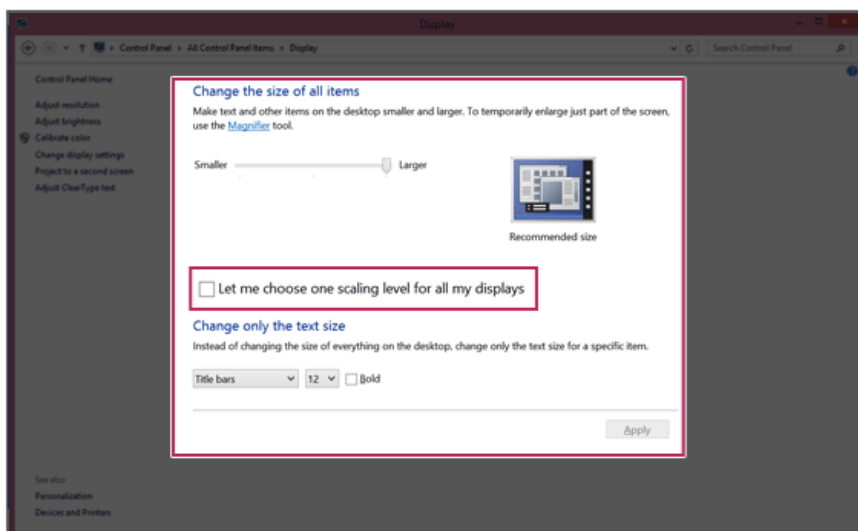 Display
Control Panel › All Control Panel Items › Display
Search Control Panel
Control Panel Home
Adjust resolution
Adjust brightness
Calibrate color
Change display settings
Project to a second screen
Adjust ClearType text
Change the size of all items
Make text and other items on the desktop smaller and larger. To temporarily enlarge just part of the screen,
use the Magnifier tool.
Smaller Larger
Recommended size
Let me choose one scaling level for all my displays
Change only the text size
Instead of changing the size of everything on the desktop, change only the text size for a specific item.
Title bars 12 Bold
Apply
See also
Personalization
Devices and Printers